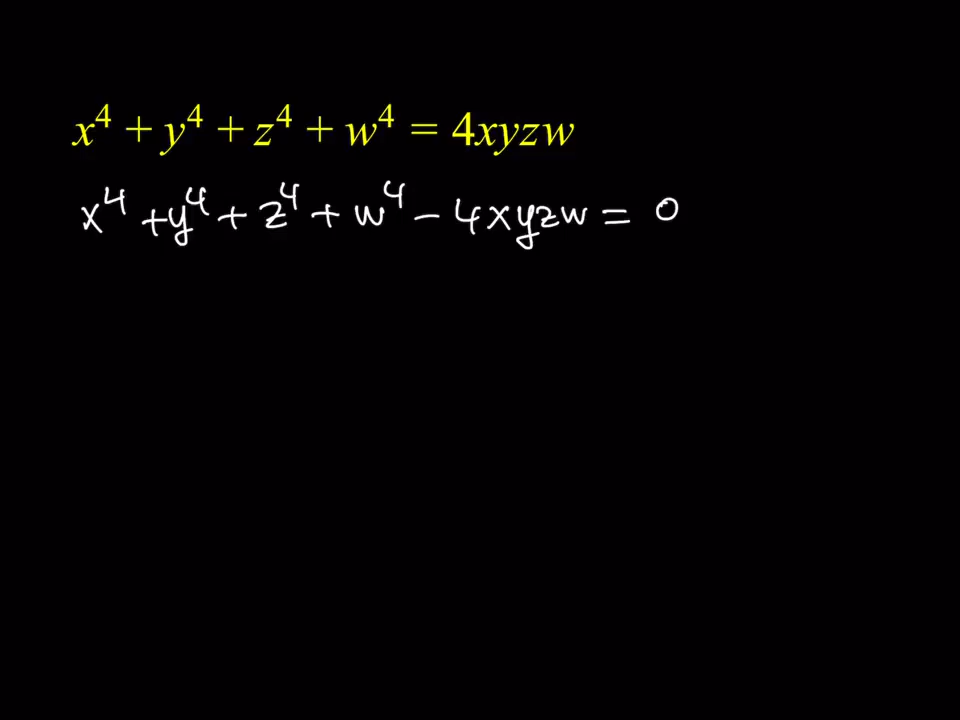 x⁴ + y⁴ + z⁴ + w⁴ = 4xyzw
x⁴ + y⁴ + z⁴ + w⁴ − 4xyzw = 0